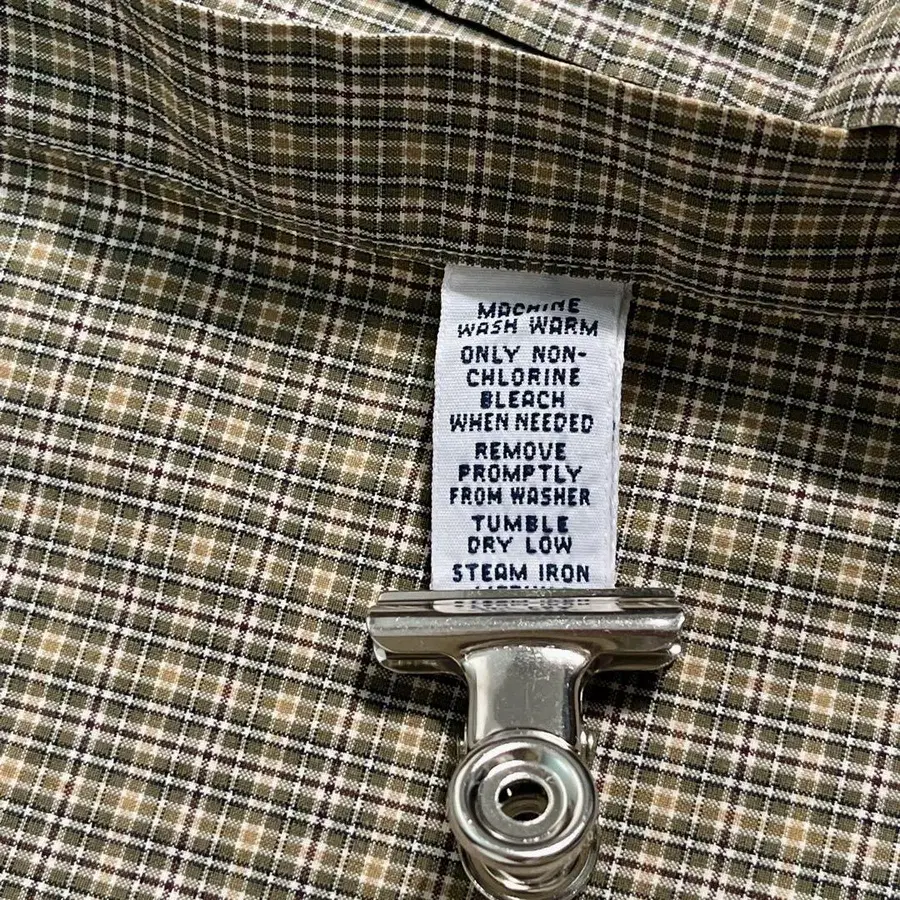 MACHINE
WASH WARM
ONLY NON-
CHLORINE
BLEACH
WHEN NEEDED
REMOVE
PROMPTLY
FROM WASHER
TUMBLE
DRY LOW
STEAM IRON